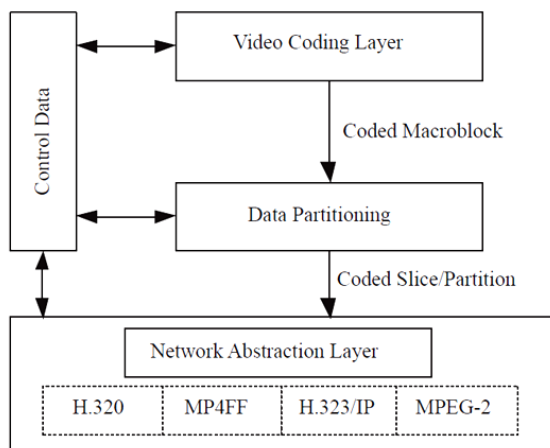 Video Coding Layer
Control Data
Coded Macroblock
Data Partitioning
Coded Slice/Partition
Network Abstraction Layer
H.320 MP4FF H.323/IP MPEG-2